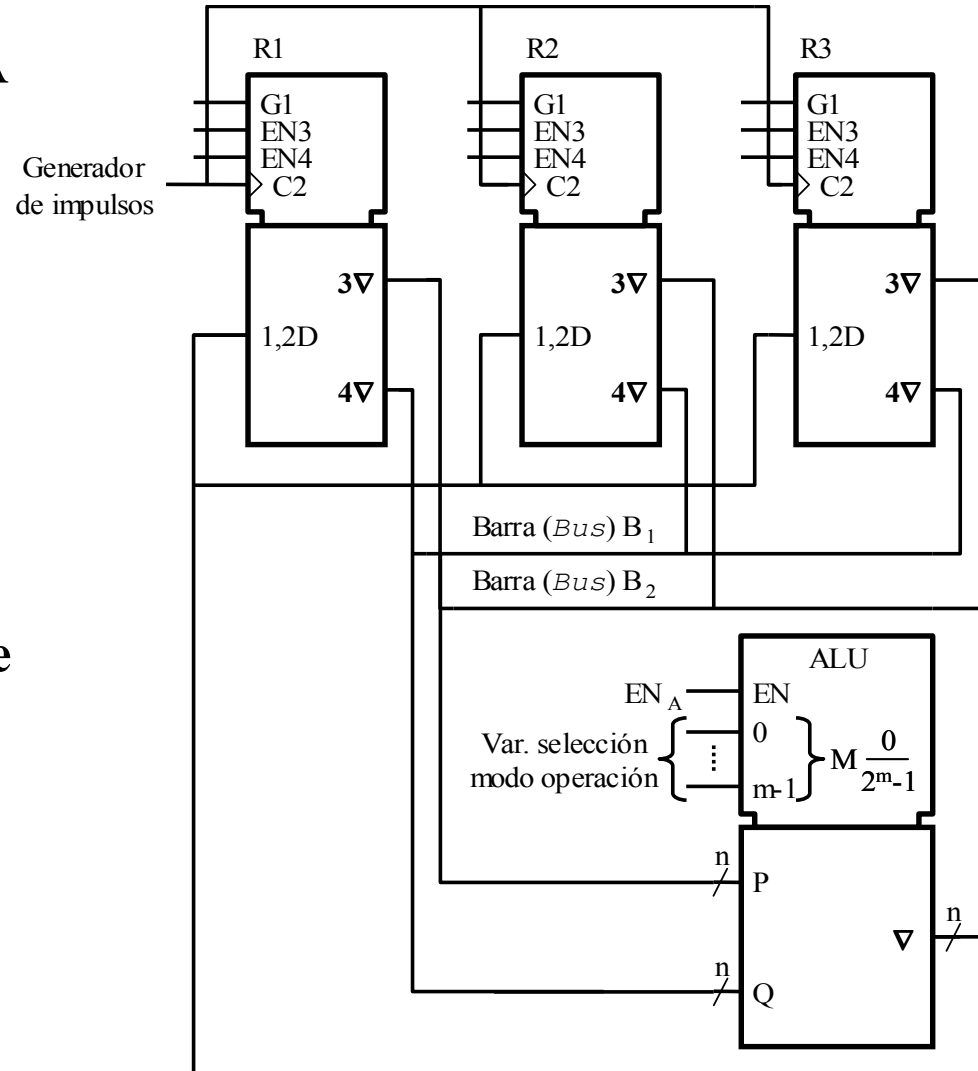 R1 R2 R3
G1 G1 G1
EN3 EN3 EN3
EN4 EN4 EN4
C2 C2 C2
Generador
de impulsos
3∇ 3∇ 3∇
1,2D 1,2D 1,2D
4∇ 4∇ 4∇
Barra (Bus) B1
Barra (Bus) B2
e
ALU
ENA EN
Var. selección
modo operación
0
m-1
M 0/2^m-1
n P
∇ n
n Q